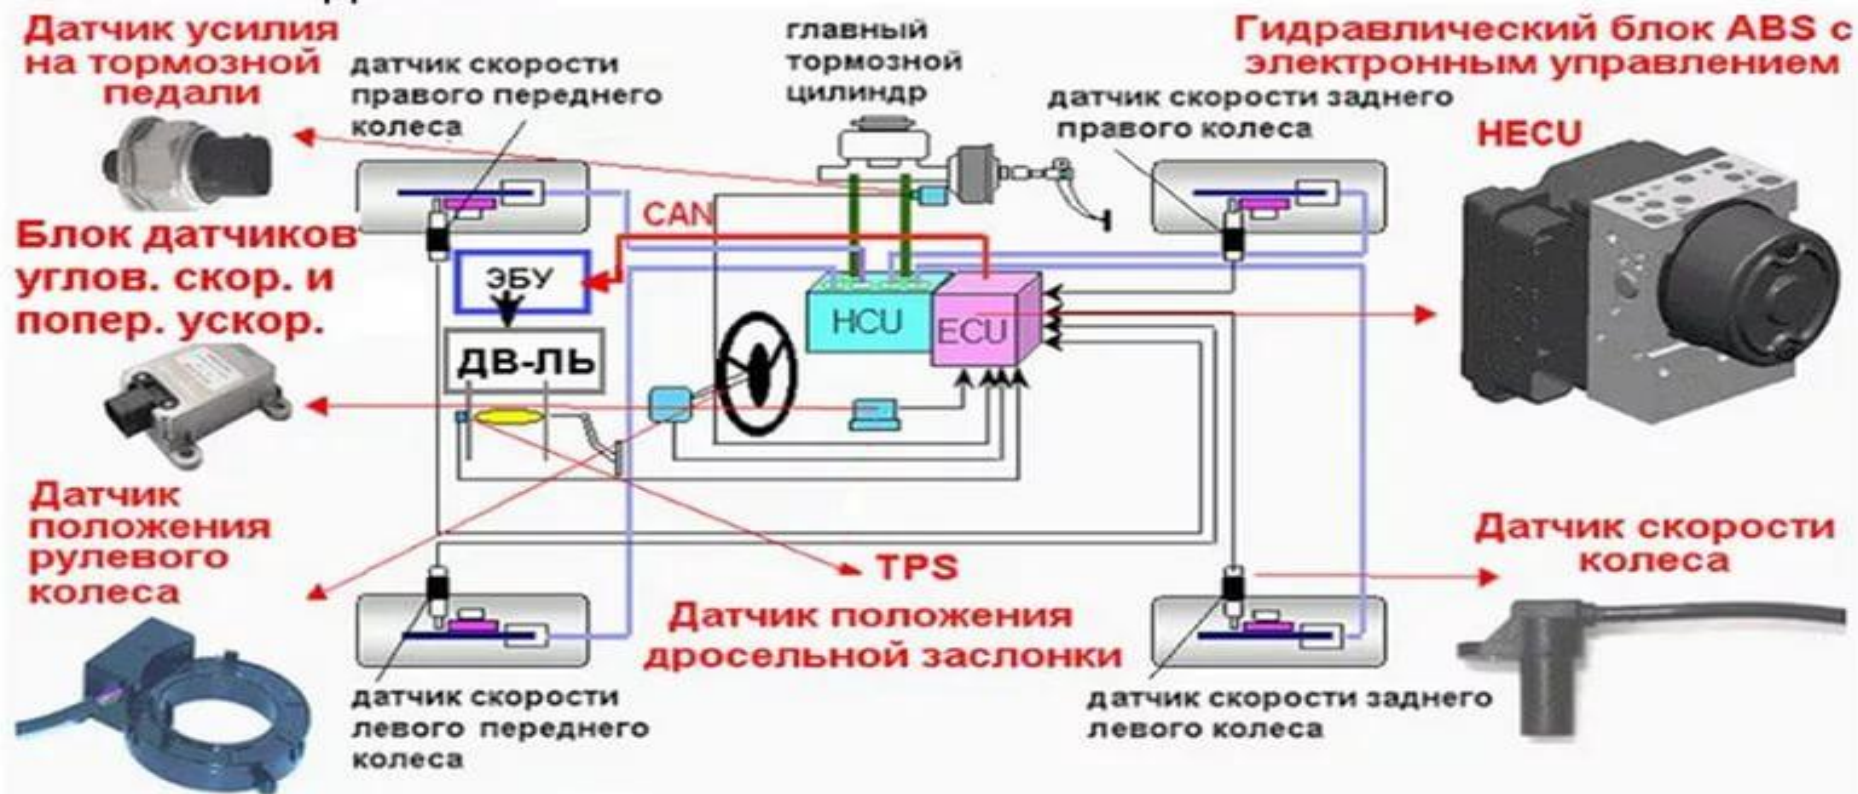 Датчик усилия
на тормозной
педали
датчик скорости
правого переднего
колеса
главный
тормозной
цилиндр
датчик скорости заднего
правого колеса
Гидравлический блок ABS с
электронным управлением
HECU
CAN
Блок датчиков
углов. скор. и
попер. ускор.
ЭБУ
ДВ-ЛЬ
HCU
ECU
Датчик
положения
рулевого
колеса
TPS
Датчик положения
дросельной заслонки
Датчик скорости
колеса
датчик скорости
левого переднего
колеса
датчик скорости заднего
левого колеса